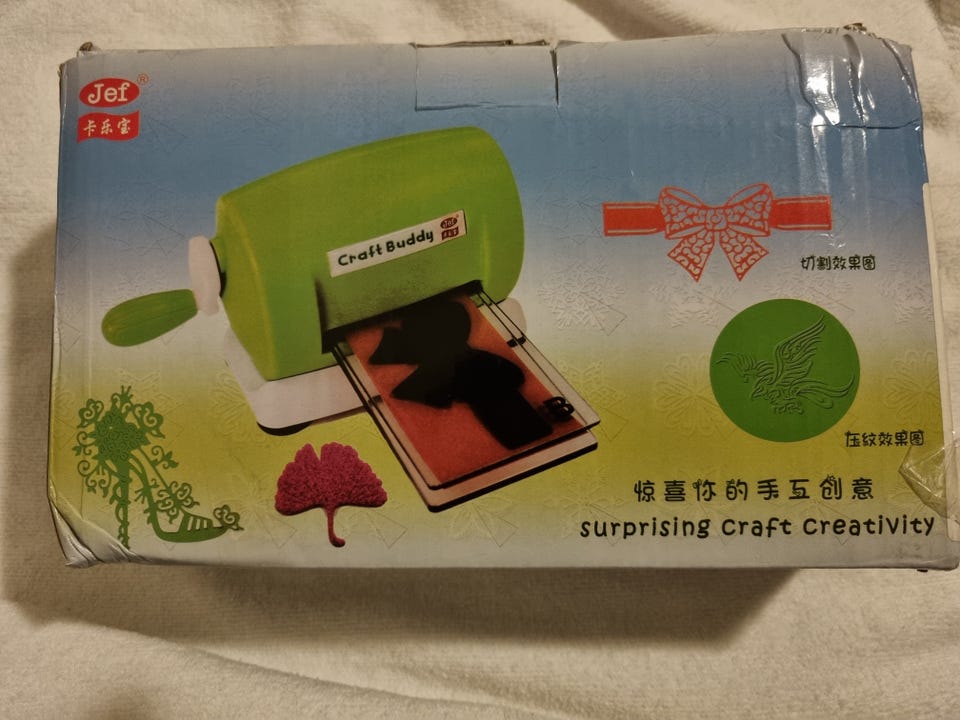 Jef®
卡乐宝
Craft Buddy
Jef
切割效果图
压纹效果图
惊喜你的手工创意
surprising craft creativity
B